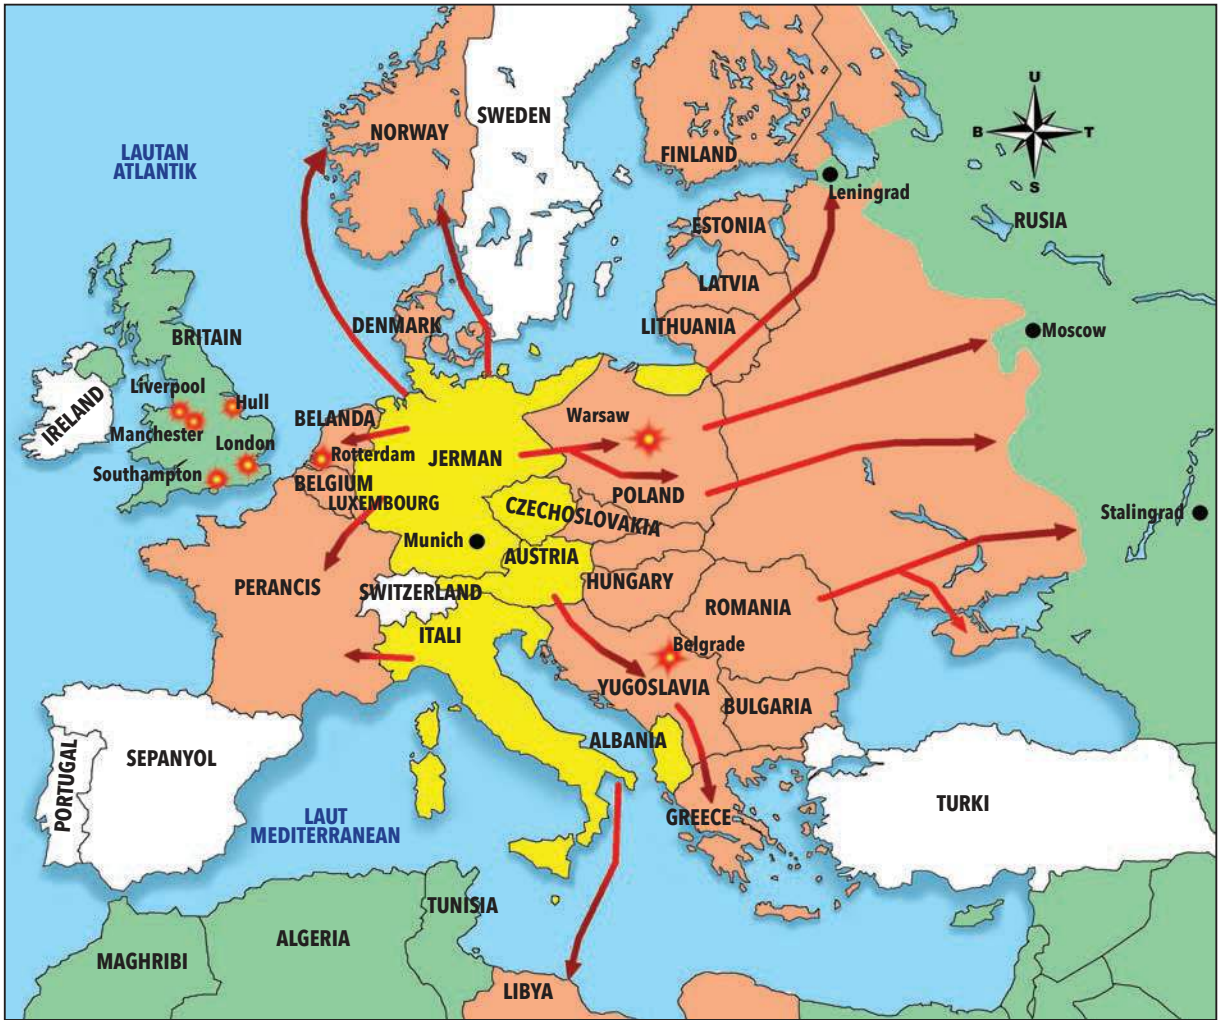 U
B
T
S
SWEDEN
NORWAY
FINLAND
LAUTAN
ATLANTIK
Leningrad
RUSIA
ESTONIA
LATVIA
LITHUANIA
DENMARK
Moscow
BRITAIN
Liverpool
Hull
IRELAND
Manchester
London
Southampton
BELANDA
Rotterdam
BELGIUM
LUXEMBOURG
JERMAN
Warsaw
POLAND
CZECHOSLOVAKIA
Stalingrad
Munich
AUSTRIA
HUNGARY
PERANCIS
SWITZERLAND
ROMANIA
ITALI
Belgrade
YUGOSLAVIA
BULGARIA
ALBANIA
PORTUGAL
SEPANYOL
LAUT
MEDITERRANEAN
GREECE
TURKI
TUNISIA
ALGERIA
MAGHRIBI
LIBYA